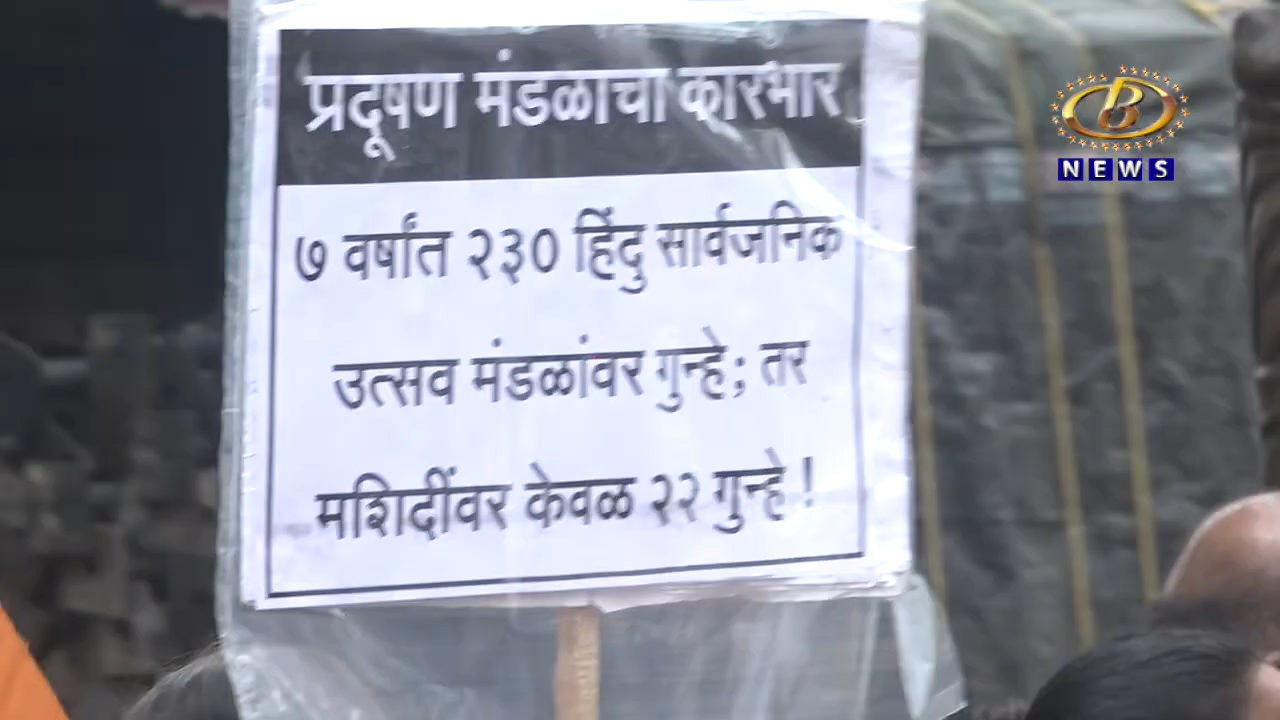 प्रदूषण मंडळाचा कारभार
७ वर्षांत २३० हिंदु सार्वजनिक
उत्सव मंडळांवर गुन्हे; तर
मशिदींवर केवळ २२ गुन्हे !
B
NEWS